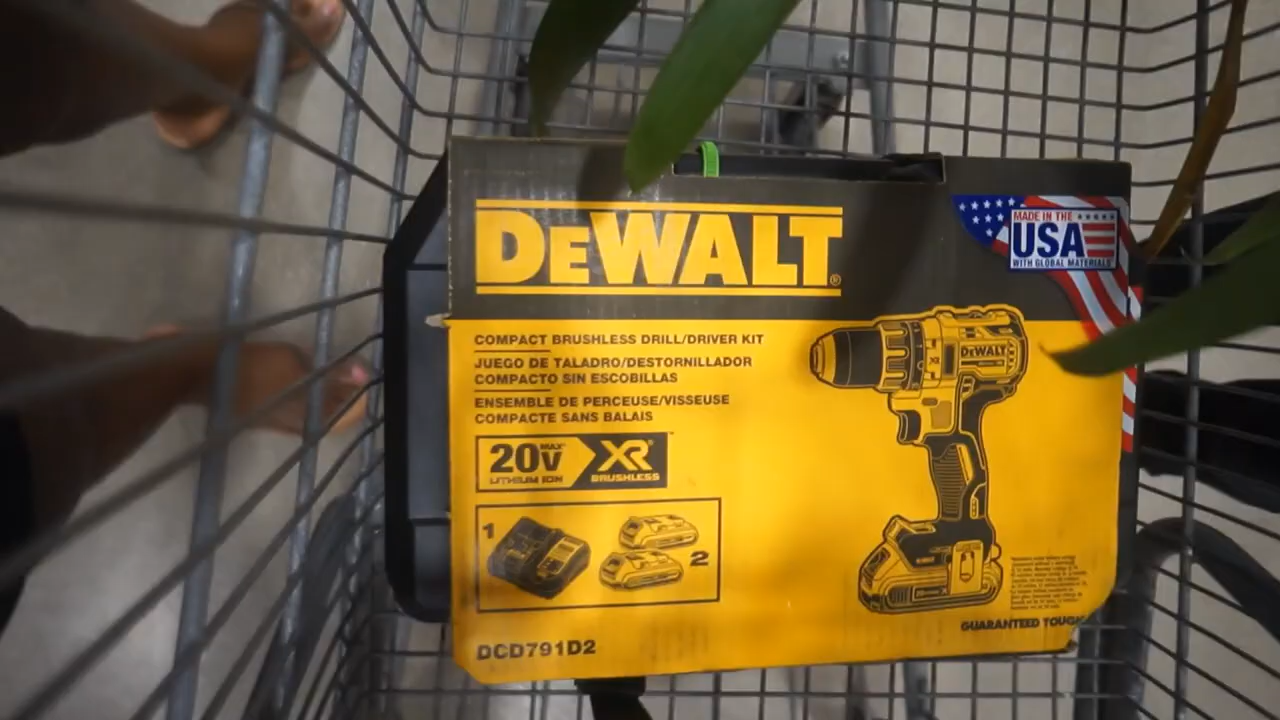 DEWALT®
MADE IN THE
USA
WITH GLOBAL MATERIALS
COMPACT BRUSHLESS DRILL/DRIVER KIT
JUEGO DE TALADRO/DESTORNILLADOR
COMPACTO SIN ESCOBILLAS
ENSEMBLE DE PERCEUSE/VISSEUSE
COMPACTE SANS BALAIS
20V MAX*
LITHIUM ION
XR™
BRUSHLESS
XR
DEWALT
1
2
GUARANTEED TOUGH
DCD791D2